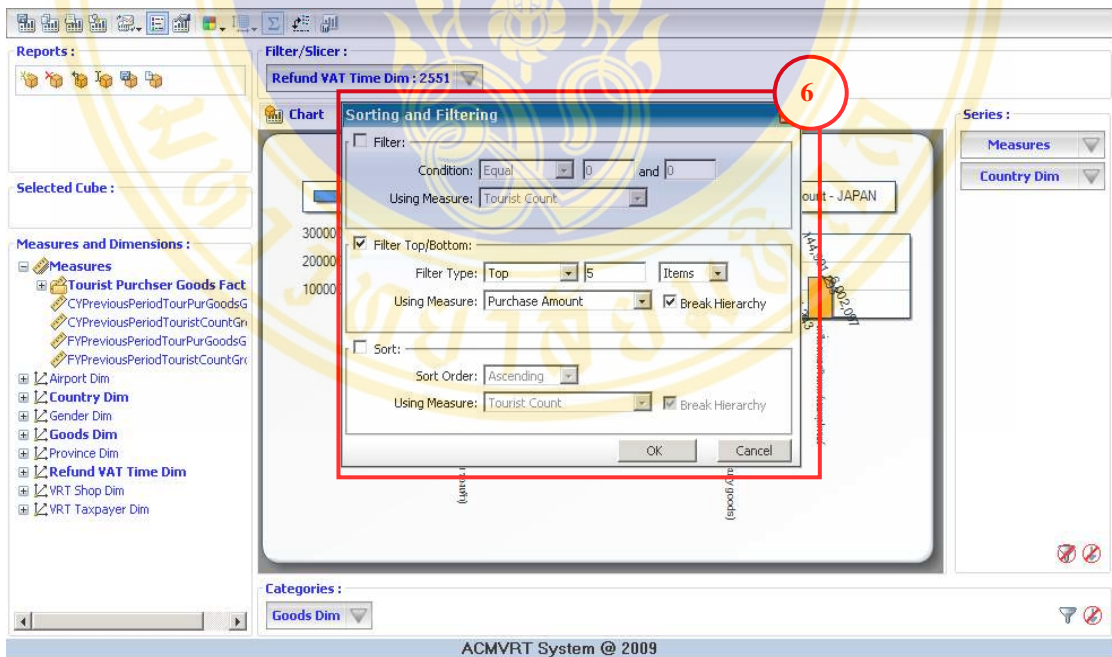 Reports :
Filter/Slicer :
Refund VAT Time Dim : 2551
6
Chart
Sorting and Filtering
Series :
Measures
Country Dim
Filter:
Condition: Equal 0 and 0
Using Measure: Tourist Count
Selected Cube :
ount - JAPAN
Filter Top/Bottom:
Filter Type: Top 5 Items
Using Measure: Purchase Amount Break Hierarchy
30000
20000
10000
Sort:
Sort Order: Ascending
Using Measure: Tourist Count Break Hierarchy
OK Cancel
Measures and Dimensions :
Measures
Tourist Purchser Goods Fact
CYPreviousPeriodTourPurGoodsG
CYPreviousPeriodTouristCountGr
FYPreviousPeriodTourPurGoodsG
FYPreviousPeriodTouristCountGr
Airport Dim
Country Dim
Gender Dim
Goods Dim
Province Dim
Refund VAT Time Dim
VRT Shop Dim
VRT Taxpayer Dim
ary goods)
Categories :
Goods Dim
ACMVRT System @ 2009